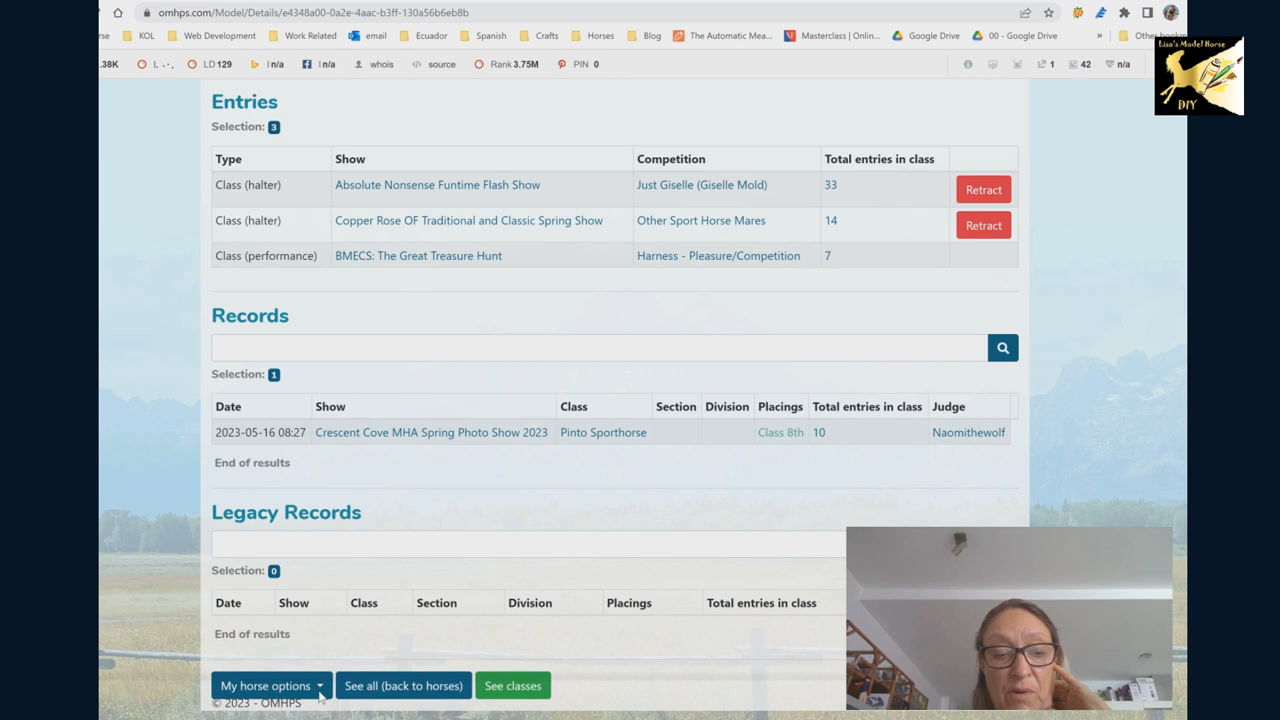 omhps.com/Model/Details/e4348a00-0a2e-4aac-b3ff-130a56b6eb8b
rse KOL Web Development Work Related email Ecuador Spanish Crafts Horses Blog The Automatic Mea... Masterclass | Onlin... Google Drive 00 - Google Drive » Other bookm
.38K L LD 129 I n/a I n/a whois source Rank 3.75M PIN 0 1 42 n/a
Lisa's Model Horse
DIY
Entries
Selection: 3
Type Show Competition Total entries in class
Class (halter) Absolute Nonsense Funtime Flash Show Just Giselle (Giselle Mold) 33 Retract
Class (halter) Copper Rose OF Traditional and Classic Spring Show Other Sport Horse Mares 14 Retract
Class (performance) BMECS: The Great Treasure Hunt Harness - Pleasure/Competition 7
Records
Selection: 1
Date Show Class Section Division Placings Total entries in class Judge
2023-05-16 08:27 Crescent Cove MHA Spring Photo Show 2023 Pinto Sporthorse Class 8th 10 Naomithewolf
End of results
Legacy Records
Selection: 0
Date Show Class Section Division Placings Total entries in class
End of results
My horse options See all (back to horses) See classes
© 2023 - OMHPS